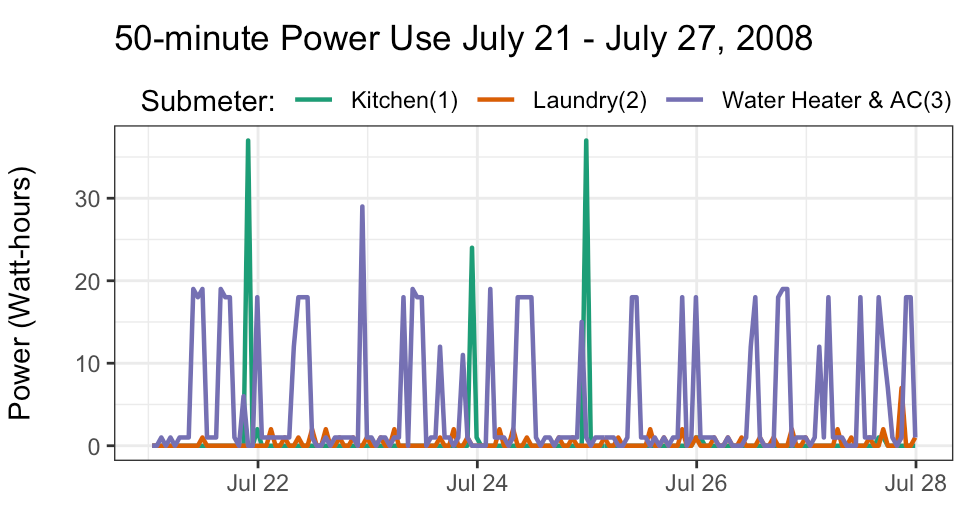 50-minute Power Use July 21 - July 27, 2008
Submeter: Kitchen(1) Laundry(2) Water Heater & AC(3)
Power (Watt-hours)
30
20
10
0
Jul 22 Jul 24 Jul 26 Jul 28